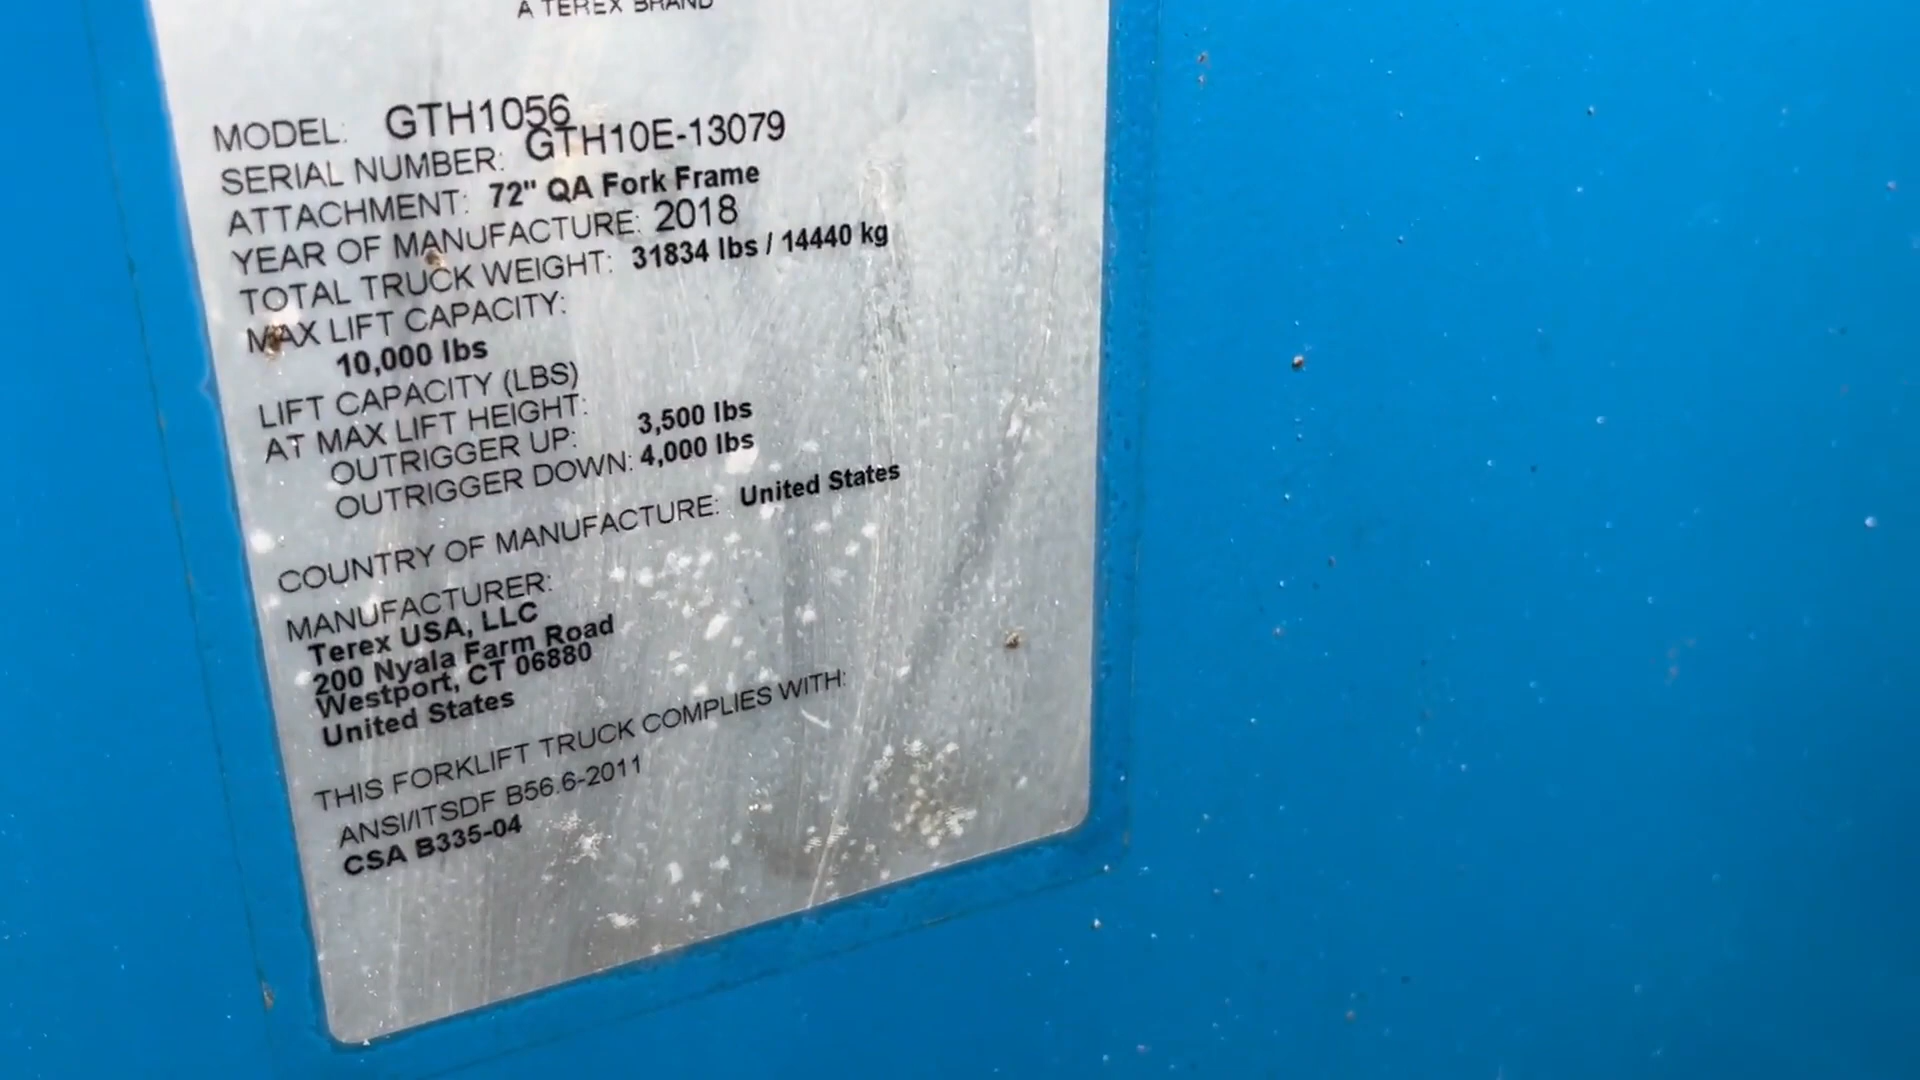 A TEREX BRAND
MODEL: GTH1056
SERIAL NUMBER: GTH10E-13079
ATTACHMENT: 72" QA Fork Frame
YEAR OF MANUFACTURE: 2018
TOTAL TRUCK WEIGHT: 31834 lbs / 14440 kg
MAX LIFT CAPACITY:
10,000 lbs
LIFT CAPACITY (LBS)
AT MAX LIFT HEIGHT:
OUTRIGGER UP: 3,500 lbs
OUTRIGGER DOWN: 4,000 lbs
COUNTRY OF MANUFACTURE: United States
MANUFACTURER:
Terex USA, LLC
200 Nyala Farm Road
Westport, CT 06880
United States
THIS FORKLIFT TRUCK COMPLIES WITH:
ANSI/ITSDF B56.6-2011
CSA B335-04